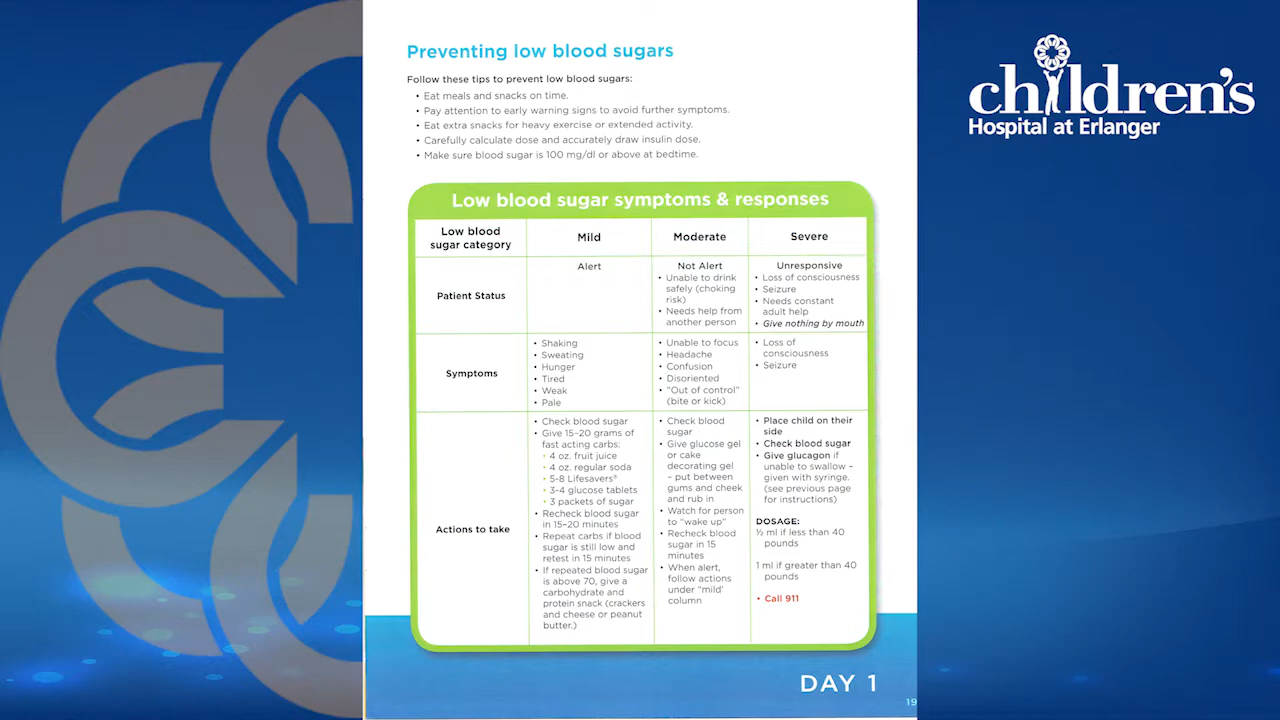 Preventing low blood sugars
Follow these tips to prevent low blood sugars:
• Eat meals and snacks on time.
• Pay attention to early warning signs to avoid further symptoms.
• Eat extra snacks for heavy exercise or extended activity.
• Carefully calculate dose and accurately draw insulin dose.
• Make sure blood sugar is 100 mg/dl or above at bedtime.
children's
Hospital at Erlanger
Low blood sugar symptoms & responses
Low blood
sugar category
Mild
Moderate
Severe
Patient Status
Alert
Not Alert
• Unable to drink
safely (choking
risk)
• Needs help from
another person
Unresponsive
• Loss of consciousness
• Seizure
• Needs constant
adult help
• Give nothing by mouth
Symptoms
• Shaking
• Sweating
• Hunger
• Tired
• Weak
• Pale
• Unable to focus
• Headache
• Confusion
• Disoriented
• "Out of control"
(bite or kick)
• Loss of
consciousness
• Seizure
Actions to take
• Check blood sugar
• Give 15-20 grams of
fast acting carbs:
• 4 oz. fruit juice
• 4 oz. regular soda
• 5-8 Lifesavers®
• 3-4 glucose tablets
• 3 packets of sugar
• Recheck blood sugar
in 15-20 minutes
• Repeat carbs if blood
sugar is still low and
retest in 15 minutes
• If repeated blood sugar
is above 70, give a
carbohydrate and
protein snack (crackers
and cheese or peanut
butter.)
• Check blood
sugar
• Give glucose gel
or cake
decorating gel
– put between
gums and cheek
and rub in
• Watch for person
to "wake up"
• Recheck blood
sugar in 15
minutes
• When alert,
follow actions
under "mild'
column
• Place child on their
side
• Check blood sugar
• Give glucagon if
unable to swallow –
given with syringe.
(see previous page
for instructions)
DOSAGE:
½ ml if less than 40
pounds
1 ml if greater than 40
pounds
• Call 911
DAY 1
19